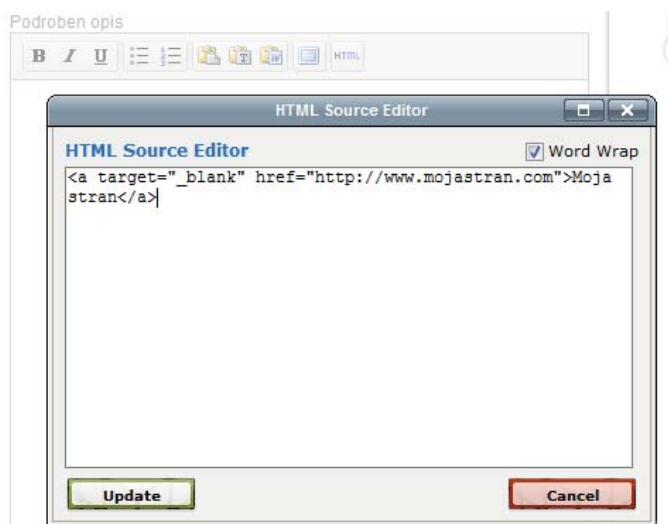 Podroben opis
B I U T W HTML
HTML Source Editor
HTML Source Editor Word Wrap
<a target="_blank" href="http://www.mojastran.com">Moja
stran</a>
Update Cancel